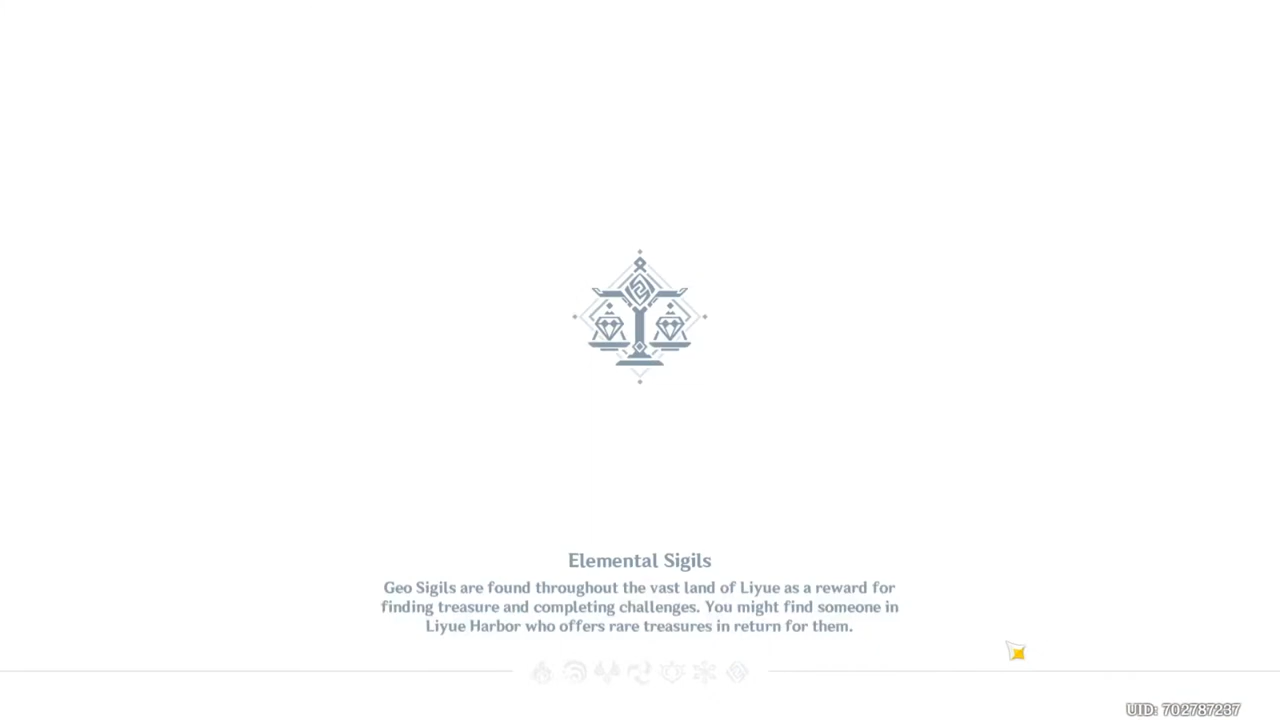 Elemental Sigils
Geo Sigils are found throughout the vast land of Liyue as a reward for
finding treasure and completing challenges. You might find someone in
Liyue Harbor who offers rare treasures in return for them.
UID: 702787237